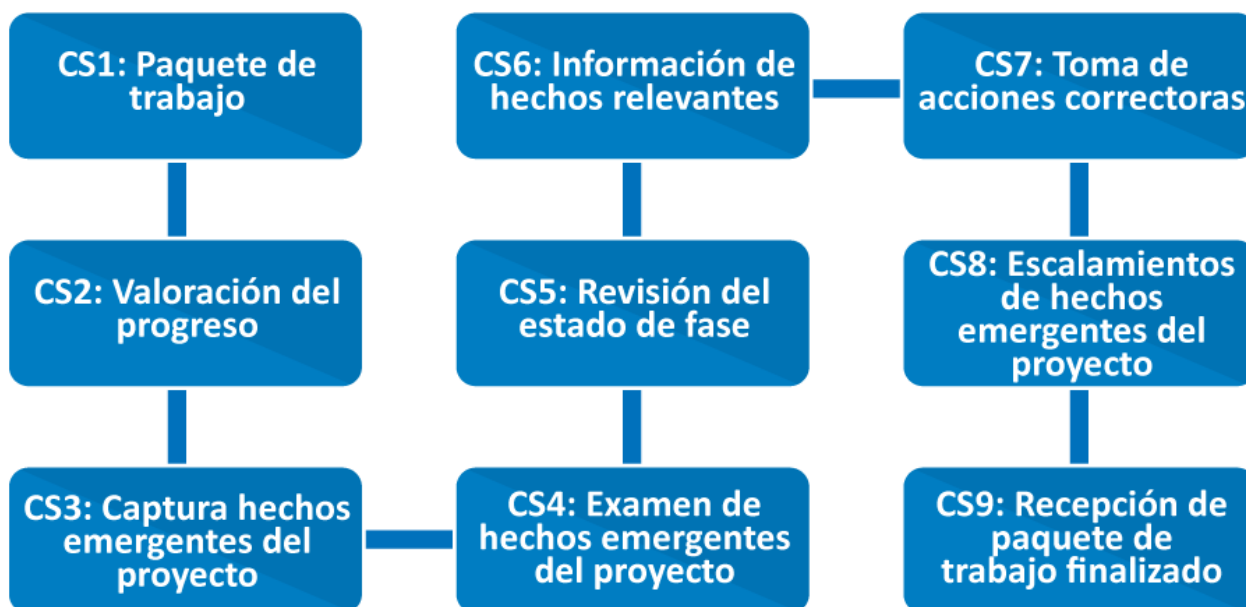 CS1: Paquete de
trabajo
CS2: Valoración del
progreso
CS3: Captura hechos
emergentes del
proyecto
CS4: Examen de
hechos emergentes
del proyecto
CS5: Revisión del
estado de fase
CS6: Información de
hechos relevantes
CS7: Toma de
acciones correctoras
CS8: Escalamientos
de hechos
emergentes del
proyecto
CS9: Recepción de
paquete de
trabajo finalizado